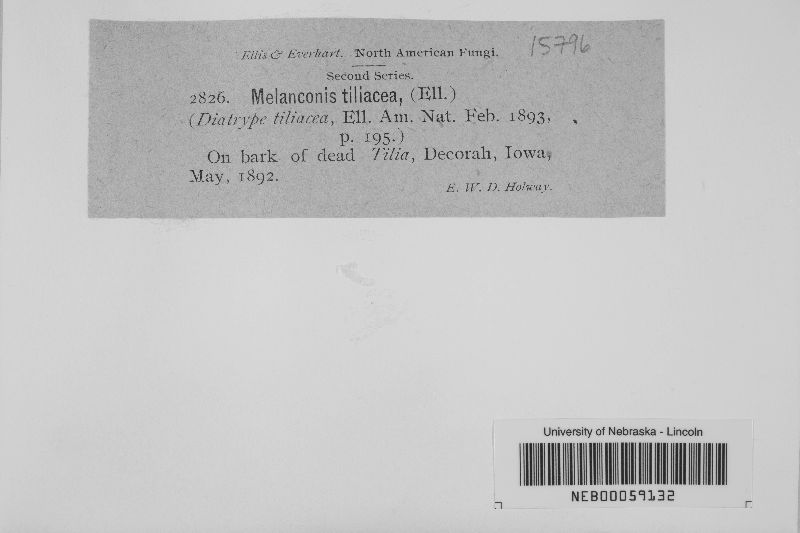 Ellis & Everhart. North American Fungi.
15796
Second Series.
2826. Melanconis tiliacea, (Ell.)
(Diatrype tiliacea, Ell. Am. Nat. Feb. 1893,
p. 195.)
On bark of dead Tilia, Decorah, Iowa,
May, 1892.
E. W. D. Holway.
University of Nebraska - Lincoln
NEB00059132